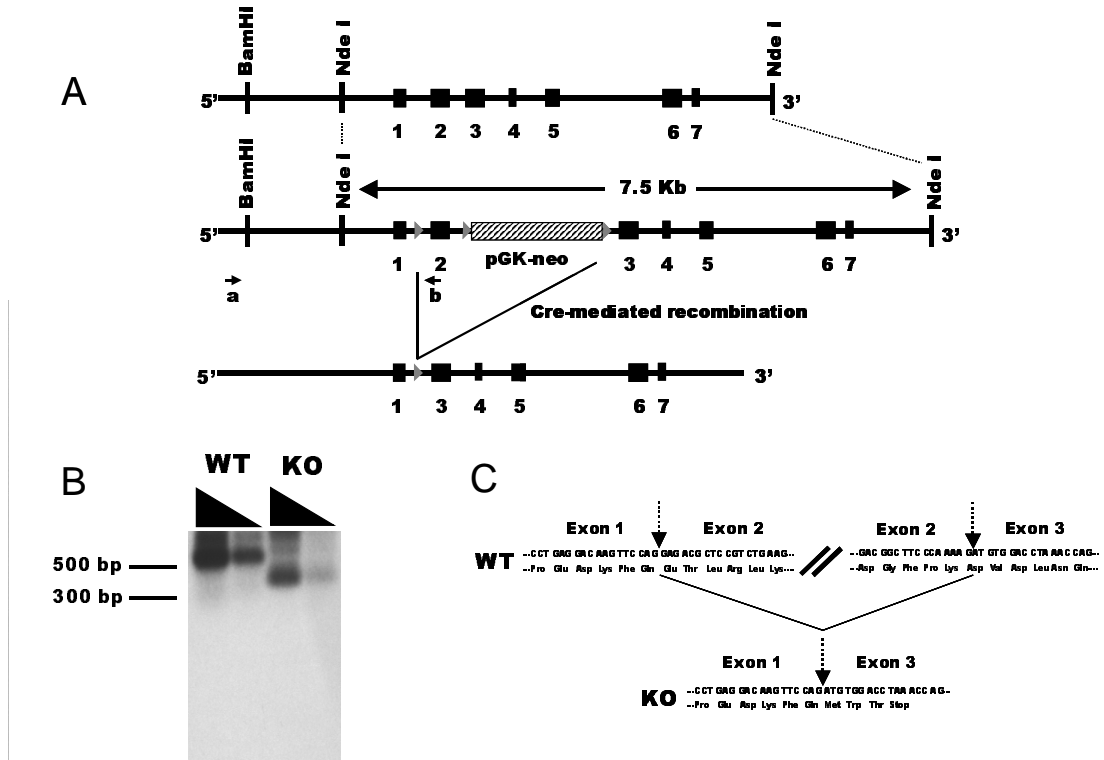 A
BamHI
Nde I
Nde I
5’
3’
1 2 3 4 5 6 7
BamHI
Nde I
7.5 Kb
Nde I
5’
3’
1 2 pGK-neo 3 4 5 6 7
a
b
Cre-mediated recombination
5’
3’
1 3 4 5 6 7
B
WT KO
500 bp
300 bp
C
Exon 1 Exon 2
Exon 2 Exon 3
WT
--CCT GAG GAC AAG TTC CAG GAG ACG CTC CGT CTG AAG--
--Pro Glu Asp Lys Phe Gln Glu Thr Leu Arg Leu Lys---
--GAC GGC TTC CCA AAA GAT GTG GAC CTA AAC CAG--
--Asp Gly Phe Pro Lys Asp Val Asp Leu Asn Gln---
Exon 1 Exon 3
KO
--CCT GAG GAC AAG TTC CAG ATG TGG ACC TAA ACC AG--
--Pro Glu Asp Lys Phe Gln Met Trp Thr Stop